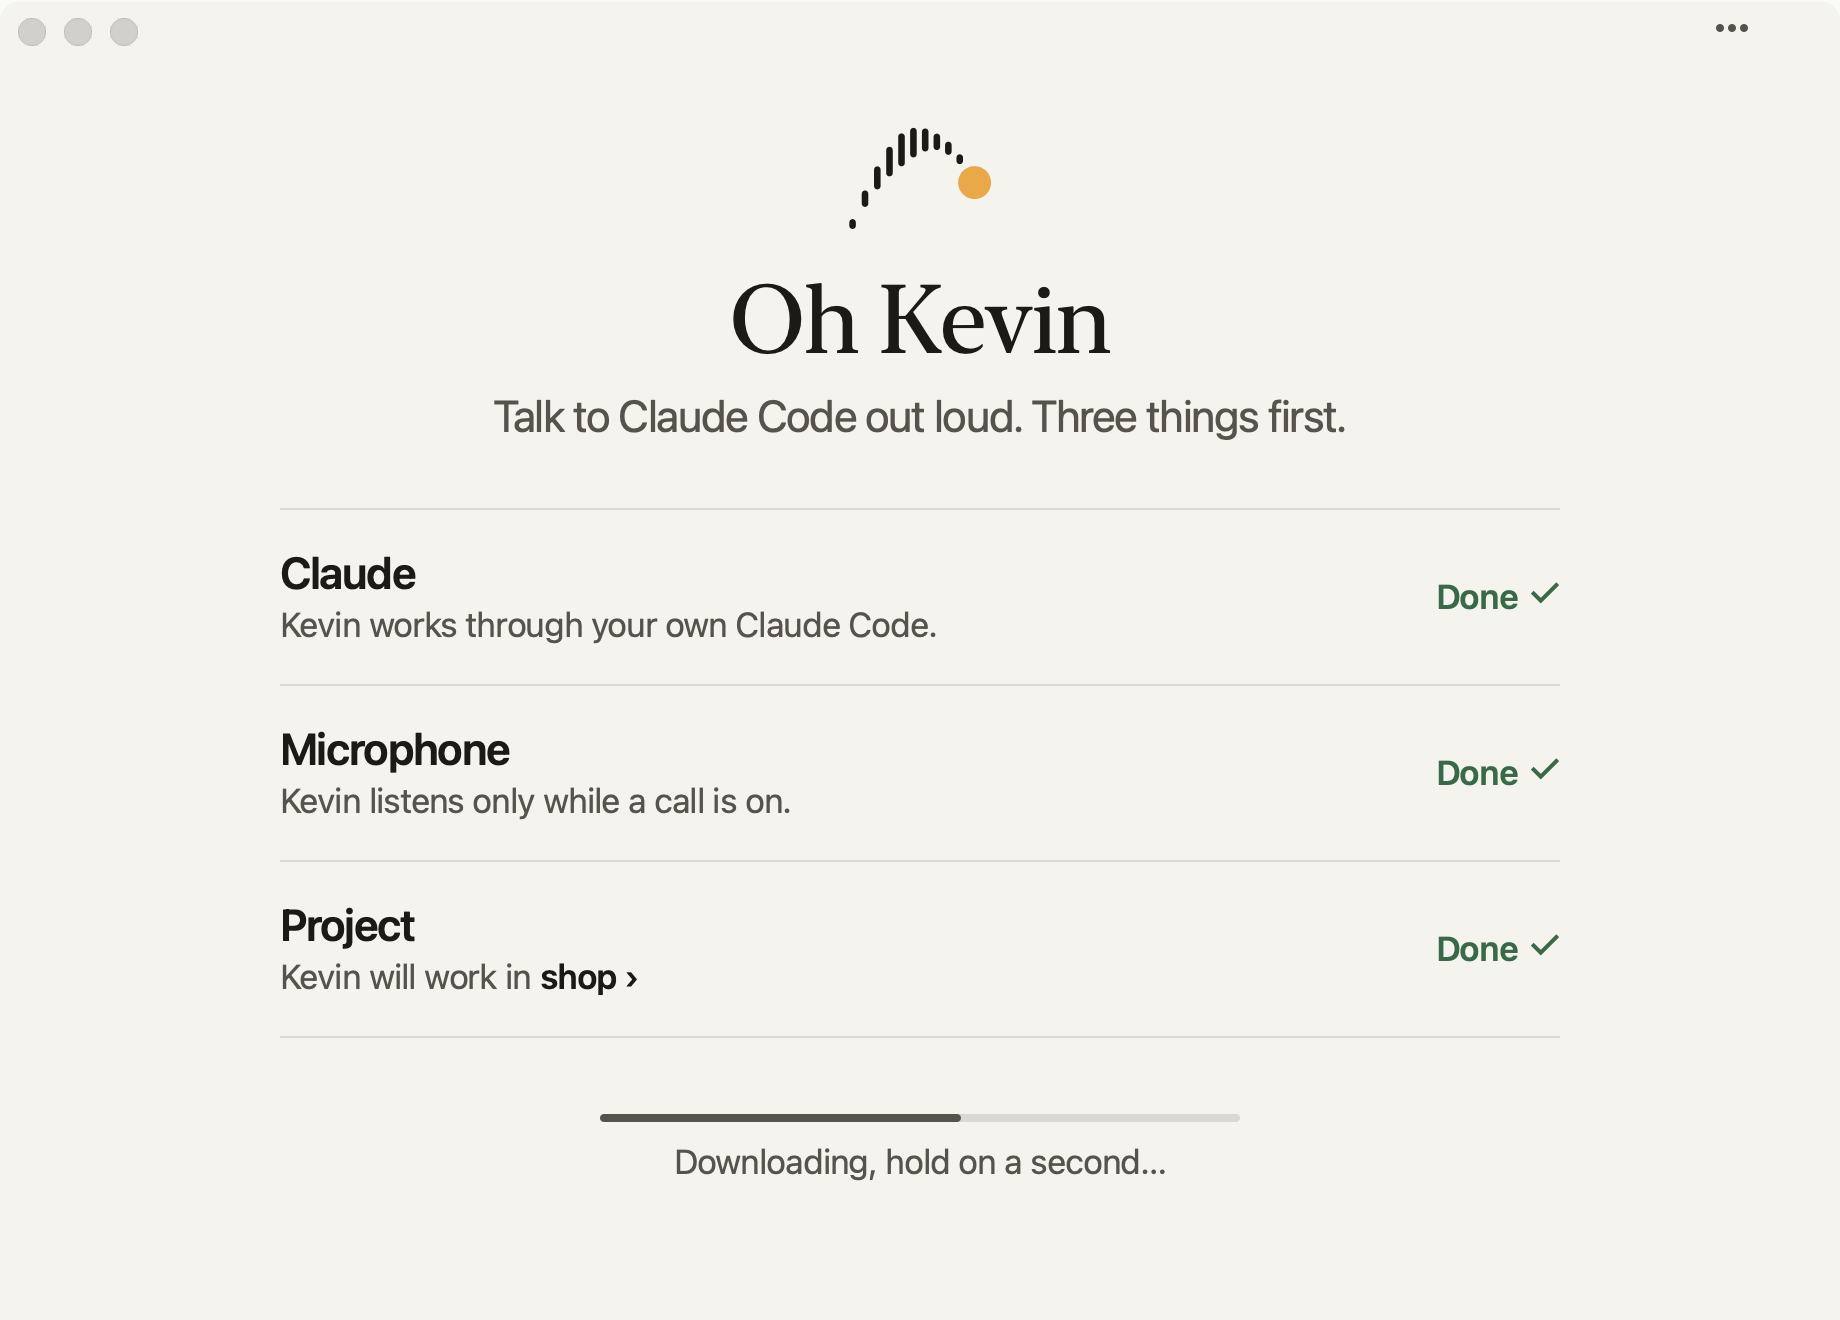 Oh Kevin
Talk to Claude Code out loud. Three things first.
Claude
Kevin works through your own Claude Code.
Done
Microphone
Kevin listens only while a call is on.
Done
Project
Kevin will work in shop ›
Done
Downloading, hold on a second...